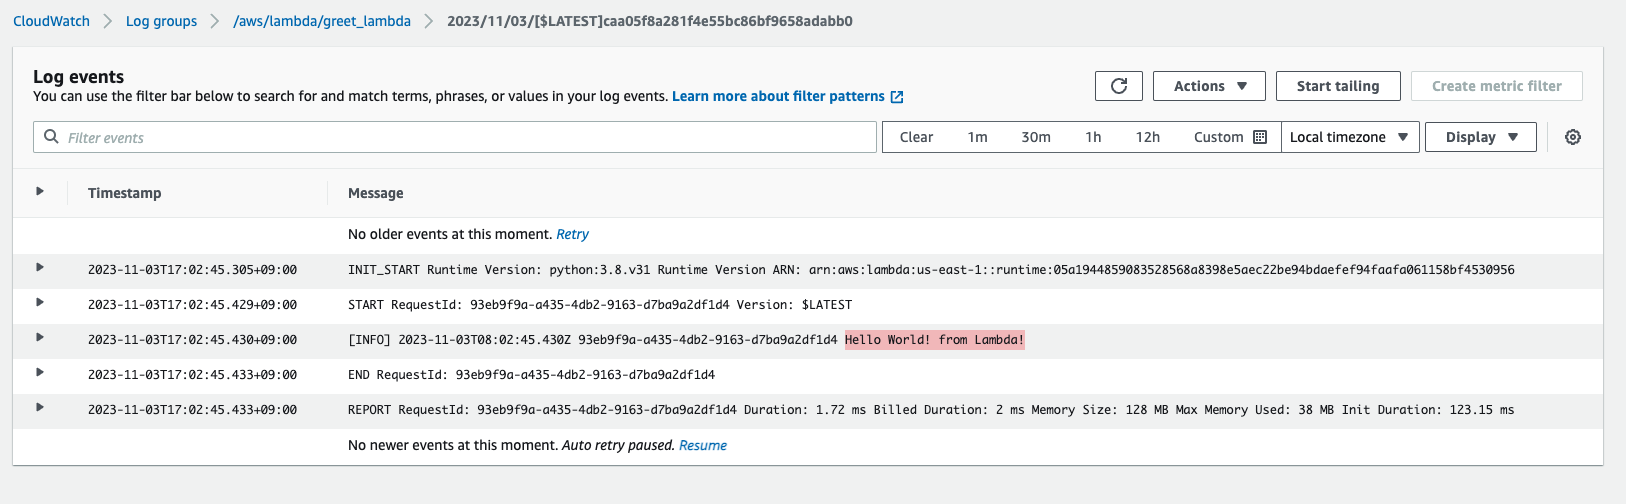 CloudWatch > Log groups > /aws/lambda/greet_lambda > 2023/11/03/[$LATEST]caa05f8a281f4e55bc86bf9658adabb0
Log events
You can use the filter bar below to search for and match terms, phrases, or values in your log events. Learn more about filter patterns
Actions
Start tailing
Create metric filter
Filter events
Clear 1m 30m 1h 12h Custom Local timezone Display
Timestamp Message
No older events at this moment. Retry
2023-11-03T17:02:45.305+09:00 INIT_START Runtime Version: python:3.8.v31 Runtime Version ARN: arn:aws:lambda:us-east-1::runtime:05a1944859083528568a8398e5aec22be94bdaefef94faafa061158bf4530956
2023-11-03T17:02:45.429+09:00 START RequestId: 93eb9f9a-a435-4db2-9163-d7ba9a2df1d4 Version: $LATEST
2023-11-03T17:02:45.430+09:00 [INFO] 2023-11-03T08:02:45.430Z 93eb9f9a-a435-4db2-9163-d7ba9a2df1d4 Hello World! from Lambda!
2023-11-03T17:02:45.433+09:00 END RequestId: 93eb9f9a-a435-4db2-9163-d7ba9a2df1d4
2023-11-03T17:02:45.433+09:00 REPORT RequestId: 93eb9f9a-a435-4db2-9163-d7ba9a2df1d4 Duration: 1.72 ms Billed Duration: 2 ms Memory Size: 128 MB Max Memory Used: 38 MB Init Duration: 123.15 ms
No newer events at this moment. Auto retry paused. Resume